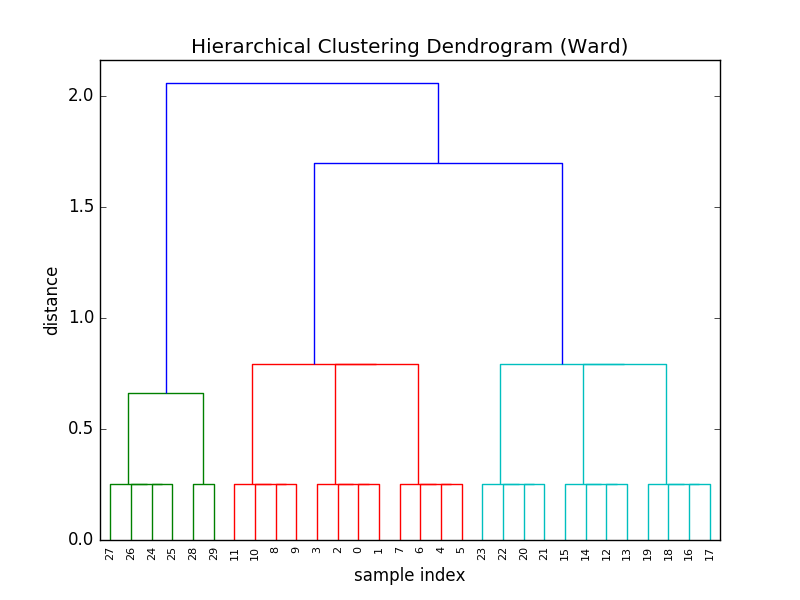 Hierarchical Clustering Dendrogram (Ward)
2.0
1.5
1.0
0.5
0.0
distance
27 26 24 25 28 29 11 10 8 9 3 2 0 1 7 6 4 5 23 22 20 21 15 14 12 13 19 18 16 17
sample index